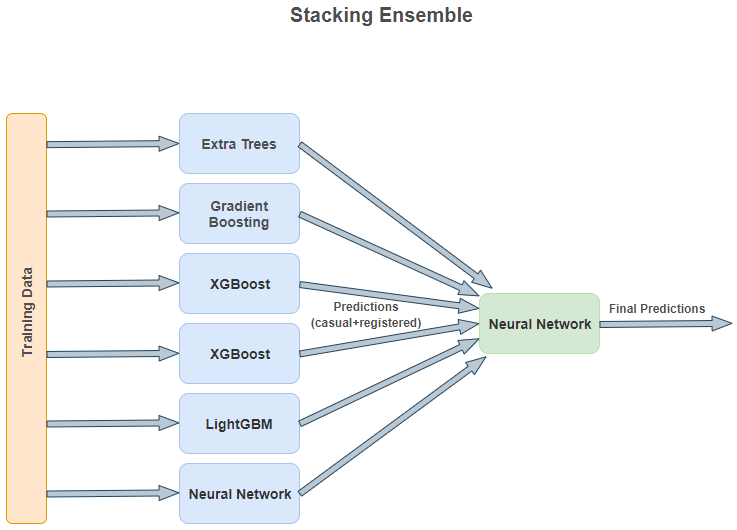 Stacking Ensemble
Training Data
Extra Trees
Gradient
Boosting
XGBoost
XGBoost
LightGBM
Neural Network
Predictions
(casual+registered)
Neural Network
Final Predictions